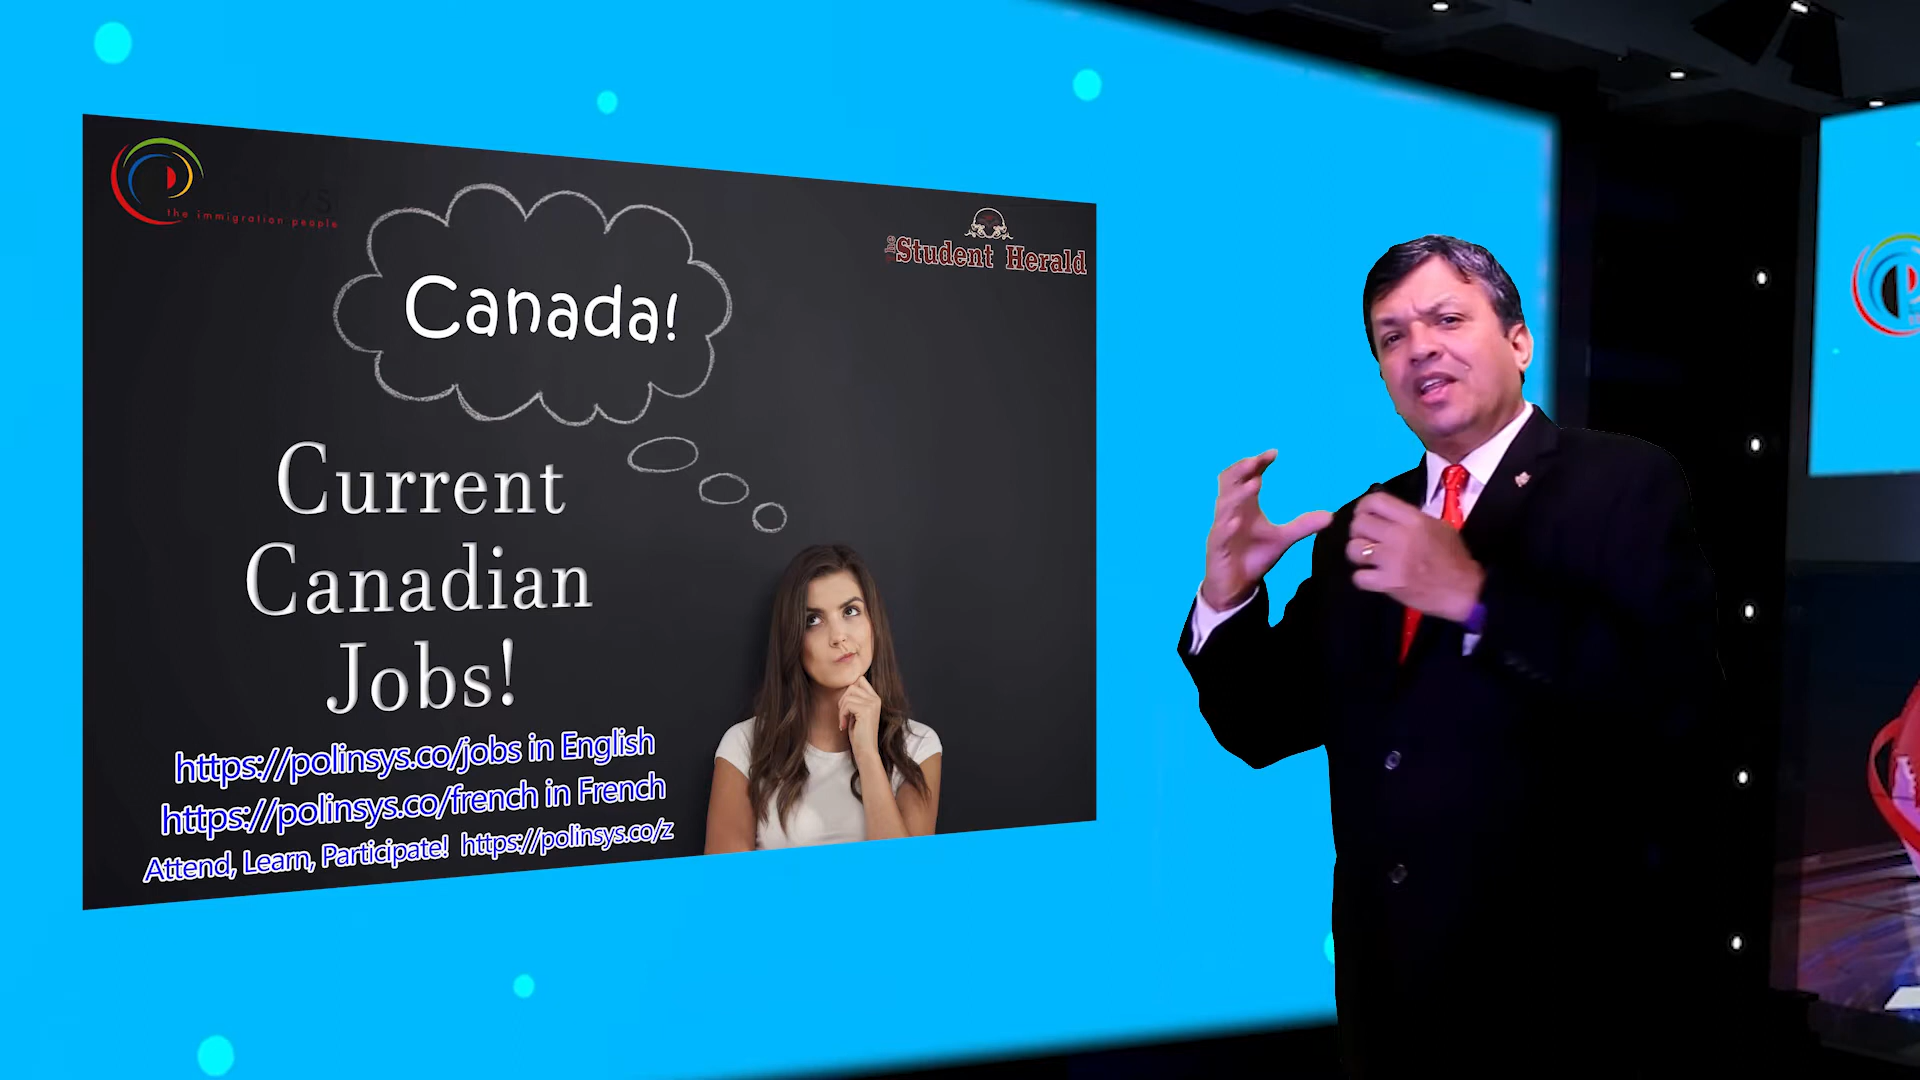 the immigration people
The Student Herald
Canada!
Current
Canadian
Jobs!
https://polinsys.co/jobs in English
https://polinsys.co/french in French
Attend, Learn, Participate! https://polinsys.co/z